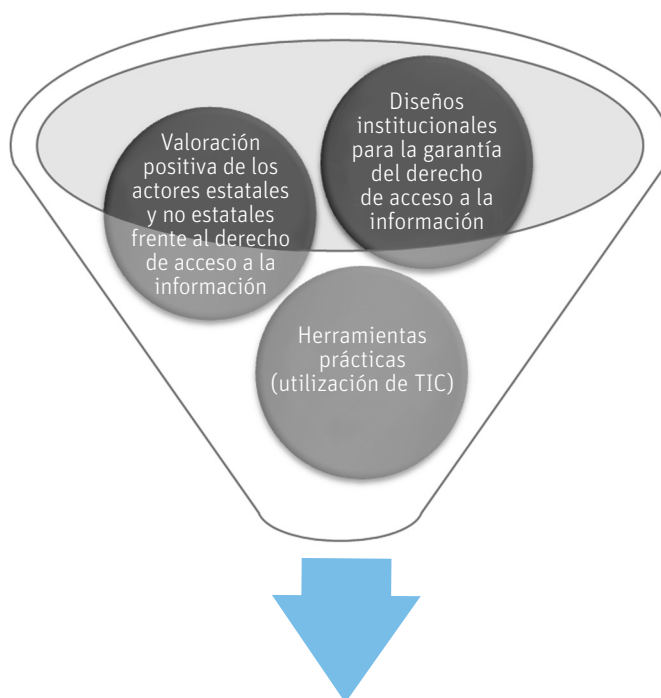 Valoración
positiva de los
actores estatales
y no estatales
frente al derecho
de acceso a la
información
Diseños
institucionales
para la garantía
del derecho
de acceso a la
información
Herramientas
prácticas
(utilización de TIC)